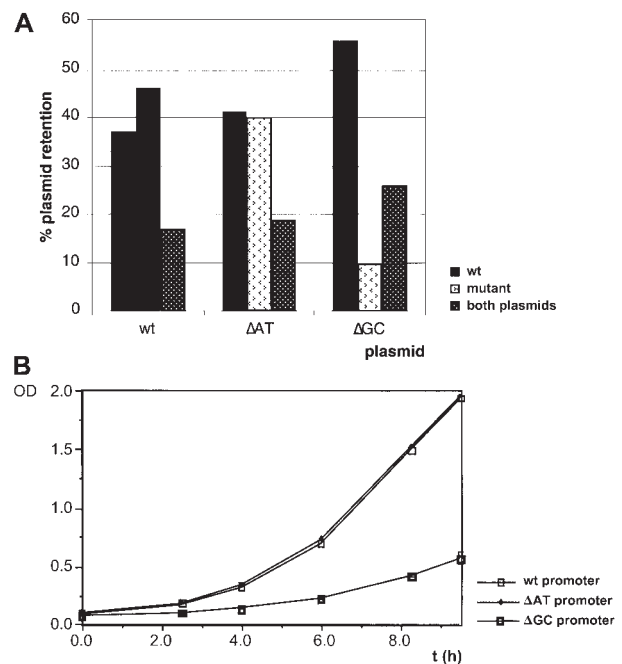 A
% plasmid retention
60
50
40
30
20
10
0
wt
ΔAT
ΔGC
plasmid
wt
mutant
both plasmids
B
OD
2.0
1.5
1.0
0.5
0.0
0.0
2.0
4.0
6.0
8.0
t (h)
wt promoter
ΔAT promoter
ΔGC promoter